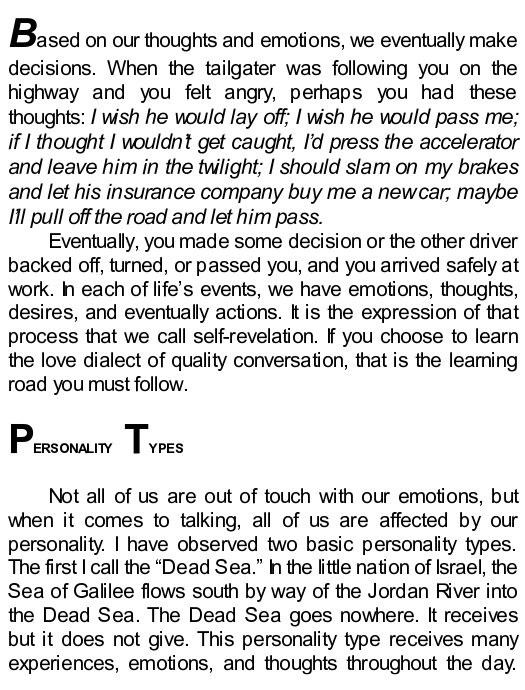 Based on our thoughts and emotions, we eventually make
decisions. When the tailgater was following you on the
highway and you felt angry, perhaps you had these
thoughts: I wish he would lay off; I wish he would pass me;
if I thought I wouldn't get caught, I'd press the accelerator
and leave him in the twilight; I should slam on my brakes
and let his insurance company buy me a new car; maybe
I'll pull off the road and let him pass.
Eventually, you made some decision or the other driver
backed off, turned, or passed you, and you arrived safely at
work. In each of life's events, we have emotions, thoughts,
desires, and eventually actions. It is the expression of that
process that we call self-revelation. If you choose to learn
the love dialect of quality conversation, that is the learning
road you must follow.
PERSONALITY TYPES
Not all of us are out of touch with our emotions, but
when it comes to talking, all of us are affected by our
personality. I have observed two basic personality types.
The first I call the “Dead Sea.” In the little nation of Israel, the
Sea of Galilee flows south by way of the Jordan River into
the Dead Sea. The Dead Sea goes nowhere. It receives
but it does not give. This personality type receives many
experiences, emotions, and thoughts throughout the day.